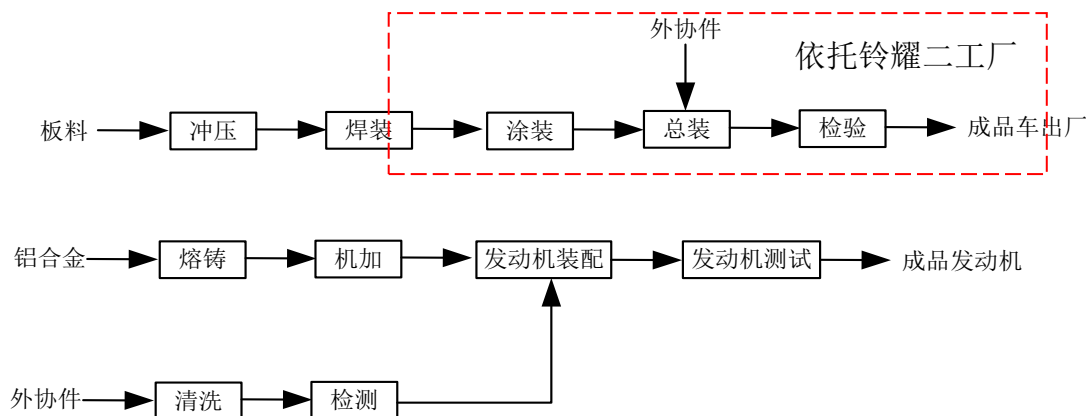 外协件
依托铃耀二工厂
板料
冲压
焊装
涂装
总装
检验
成品车出厂
铝合金
熔铸
机加
发动机装配
发动机测试
成品发动机
外协件
清洗
检测